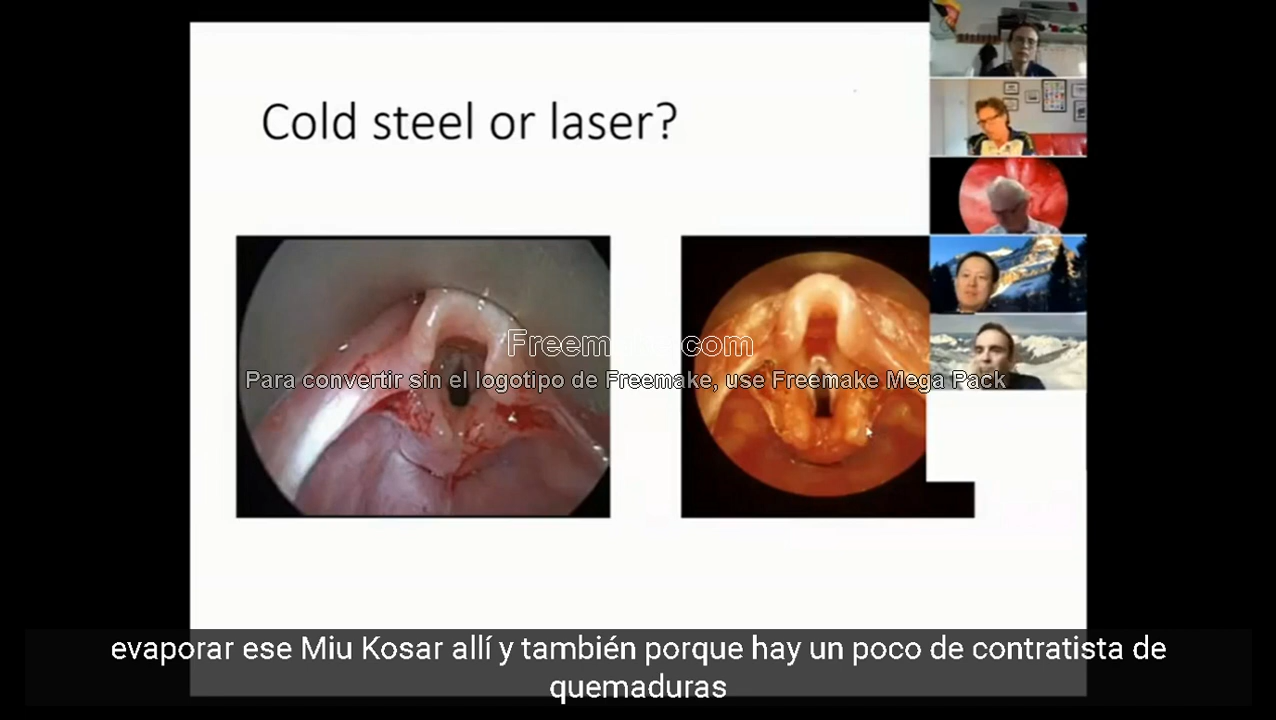 Cold steel or laser?
Freemake.com
Para convertir sin el logotipo de Freemake, use Freemake Mega Pack
evaporar ese Miu Kosar allí y también porque hay un poco de contratista de
quemaduras